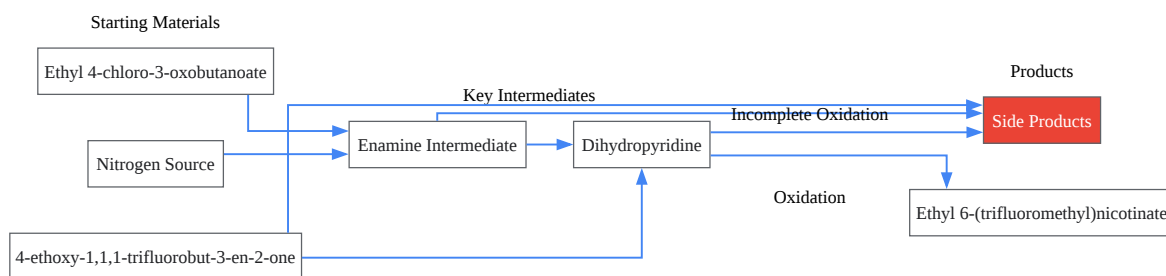 Starting Materials
Ethyl 4-chloro-3-oxobutanoate
Products
Key Intermediates
Incomplete Oxidation
Side Products
Enamine Intermediate
Dihydropyridine
Nitrogen Source
Oxidation
Ethyl 6-(trifluoromethyl)nicotinate
4-ethoxy-1,1,1-trifluorobut-3-en-2-one